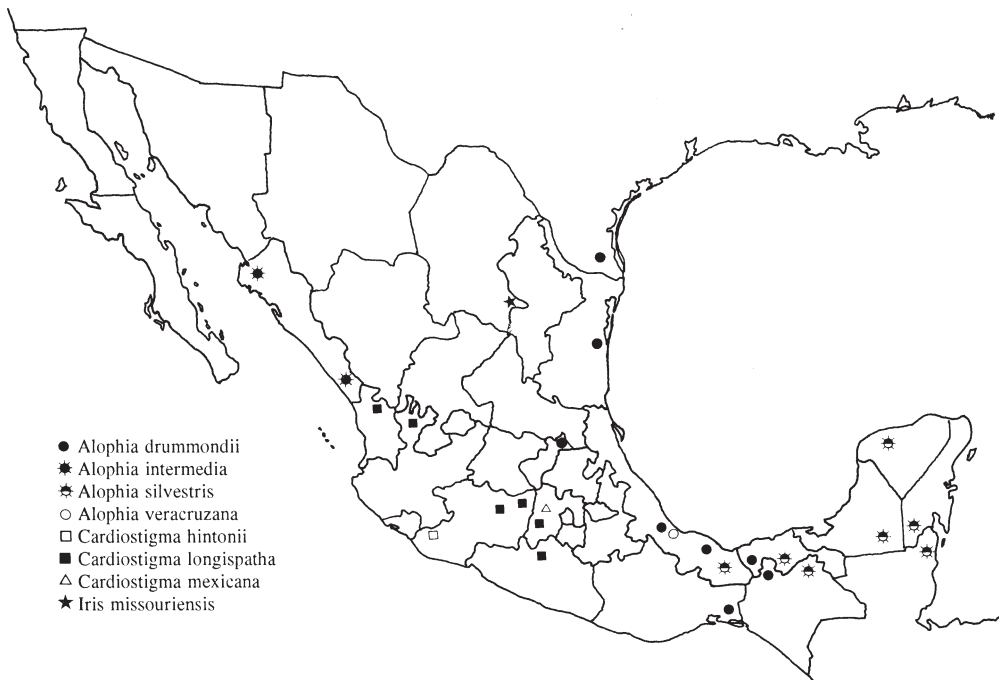 Alophia drummondii
Alophia intermedia
Alophia silvestris
Alophia veracruzana
Cardiostigma hintonii
Cardiostigma longispatha
Cardiostigma mexicana
Iris missouriensis